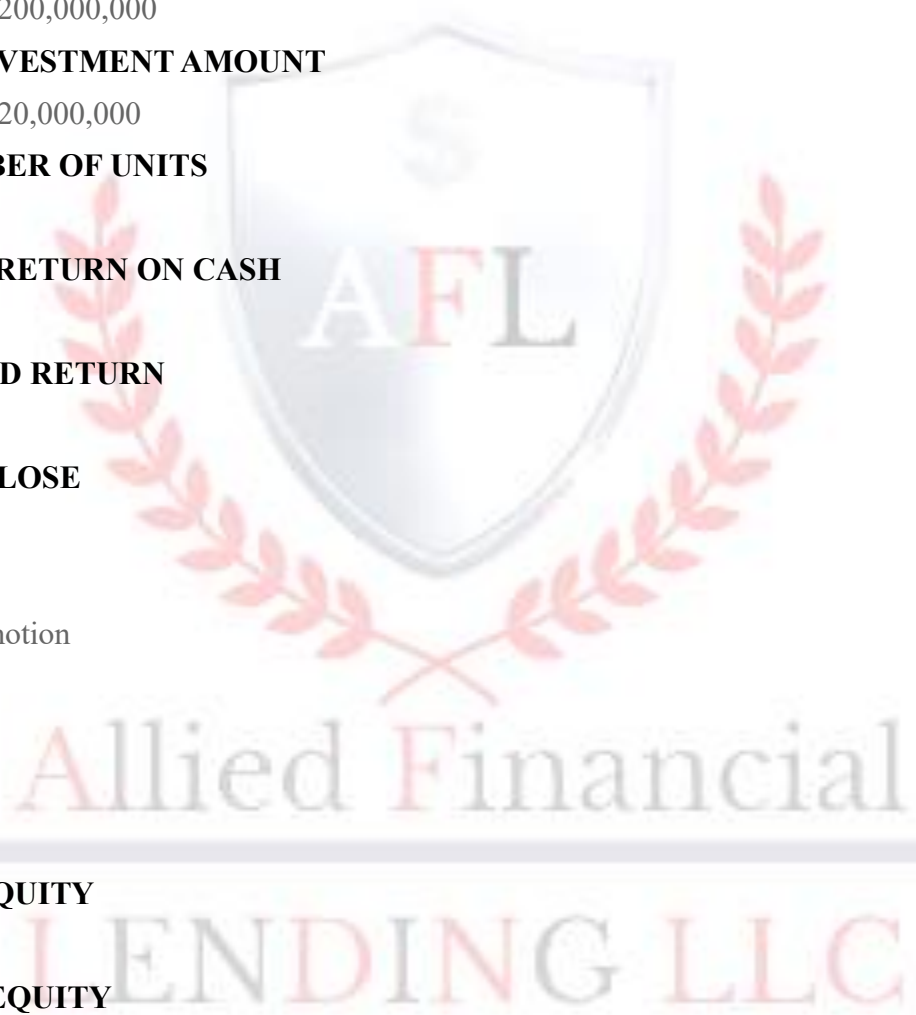 200,000,000
VESTMENT AMOUNT
20,000,000
BER OF UNITS
RETURN ON CASH
D RETURN
LOSE
notion
QUITY
EQUITY
S
AFL
Allied Financial
LENDING LLC